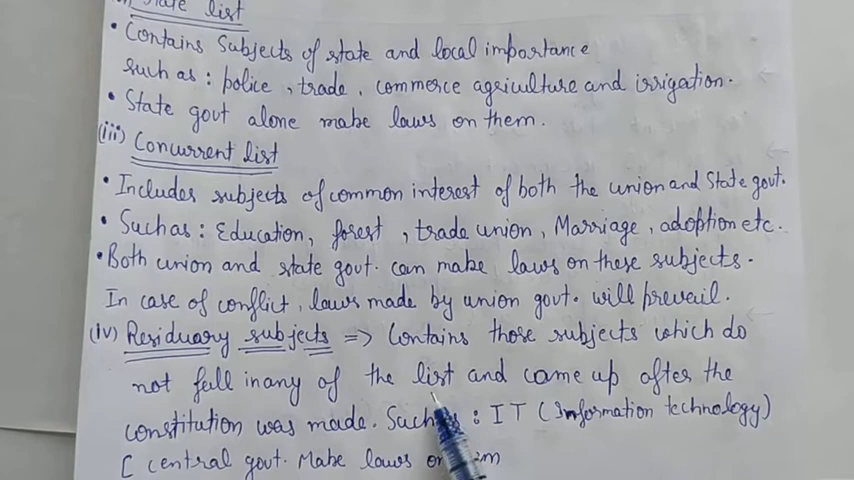 State list
• Contains Subjects of state and local importance
such as : police , trade , commerce agriculture and irrigation.
• State govt alone make laws on them.
(iii) Concurrent list
• Includes subjects of common interest of both the union and State govt.
• Such as : Education, forest , trade union , Marriage , adoption etc.
• Both union and state govt. can make laws on these subjects.
In case of conflict , laws made by union govt. will prevail.
(iv) Residuary subjects => Contains those subjects which do
not fall in any of the list and came up after the
constitution was made. Such : IT (Information technology)
[ central govt. Make laws on